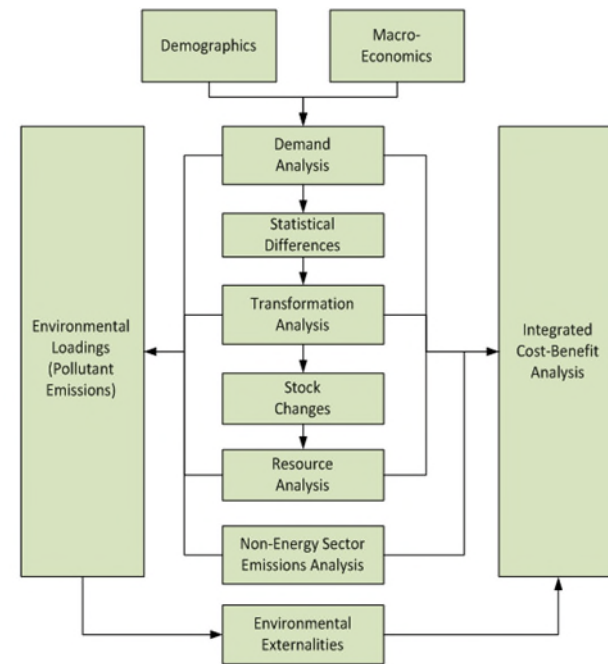 Demographics
Macro-
Economics
Demand
Analysis
Statistical
Differences
Transformation
Analysis
Environmental
Loadings
(Pollutant
Emissions)
Integrated
Cost-Benefit
Analysis
Stock
Changes
Resource
Analysis
Non-Energy Sector
Emissions Analysis
Environmental
Externalities